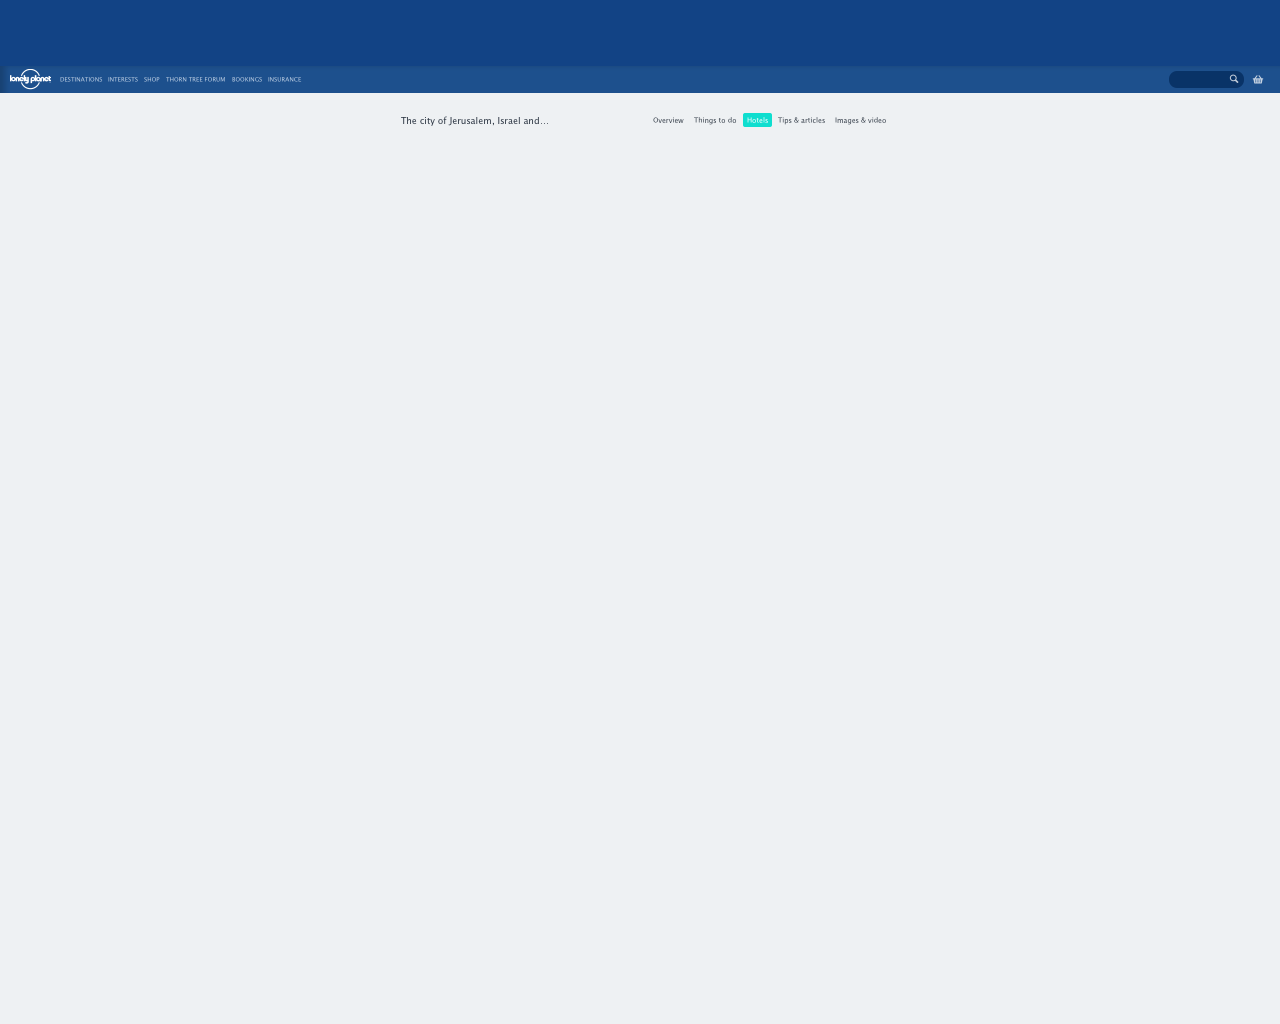 lonely planet DESTINATIONS INTERESTS SHOP THORN TREE FORUM BOOKINGS INSURANCE
The city of Jerusalem, Israel and... Overview Things to do Hotels Tips & articles Images & video